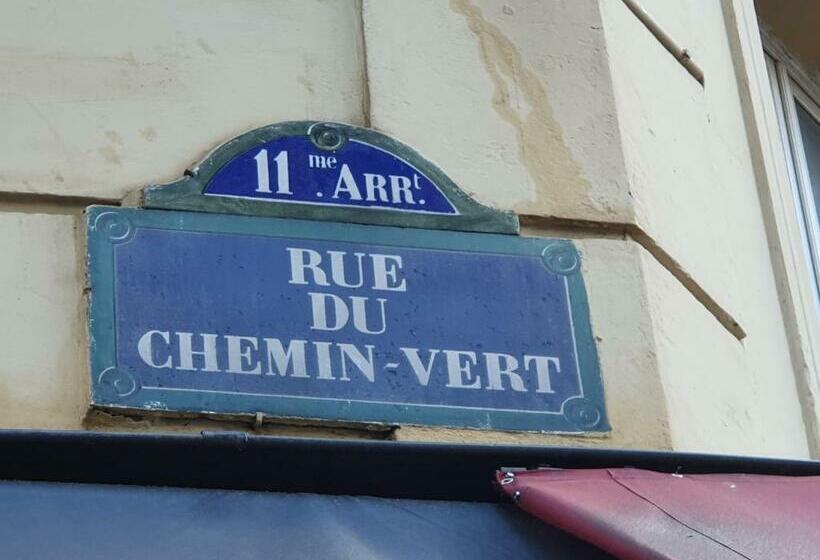 11me. ARRt.
RUE
DU
CHEMIN-VERT